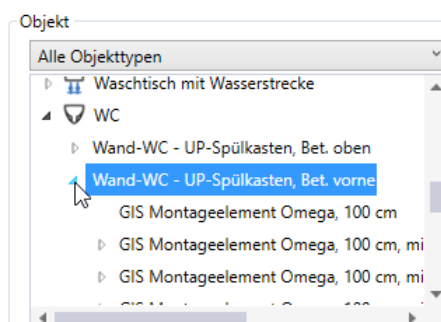 Objekt
Alle Objekttypen
Waschtisch mit Wasserstrecke
WC
Wand-WC - UP-Spülkasten, Bet. oben
Wand-WC - UP-Spülkasten, Bet. vorne
GIS Montageelement Omega, 100 cm
GIS Montageelement Omega, 100 cm, mi
GIS Montageelement Omega, 100 cm, mi